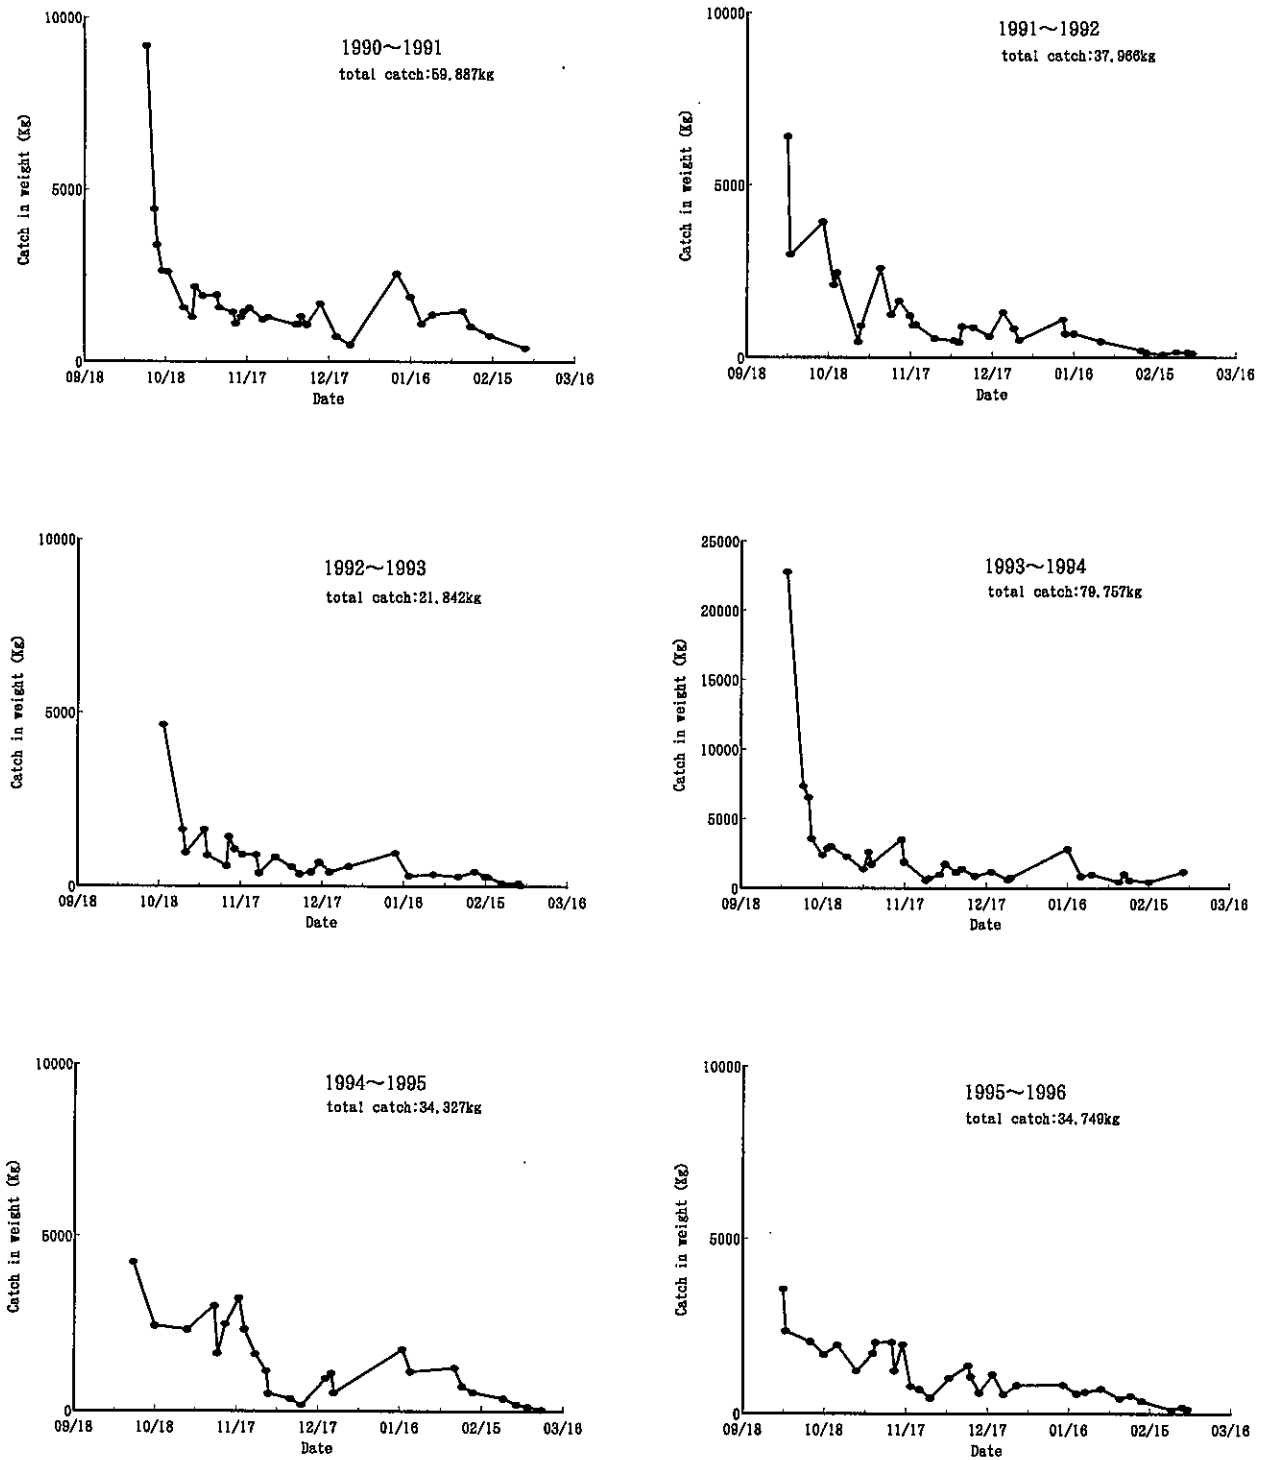 1990～1991
total catch:59,887kg
Catch in weight (Kg)
10000
5000
0
09/18 10/18 11/17 12/17 01/16 02/15 03/16
Date
1991～1992
total catch:37,966kg
Catch in weight (Kg)
10000
5000
0
09/18 10/18 11/17 12/17 01/16 02/15 03/16
Date
1992～1993
total catch:21,842kg
Catch in weight (Kg)
10000
5000
0
09/18 10/18 11/17 12/17 01/16 02/15 03/16
Date
1993～1994
total catch:79,757kg
Catch in weight (Kg)
25000
20000
15000
10000
5000
0
09/18 10/18 11/17 12/17 01/16 02/15 03/16
Date
1994～1995
total catch:34,327kg
Catch in weight (Kg)
10000
5000
0
09/18 10/18 11/17 12/17 01/16 02/15 03/16
Date
1995～1996
total catch:34,749kg
Catch in weight (Kg)
10000
5000
0
09/18 10/18 11/17 12/17 01/16 02/15 03/16
Date